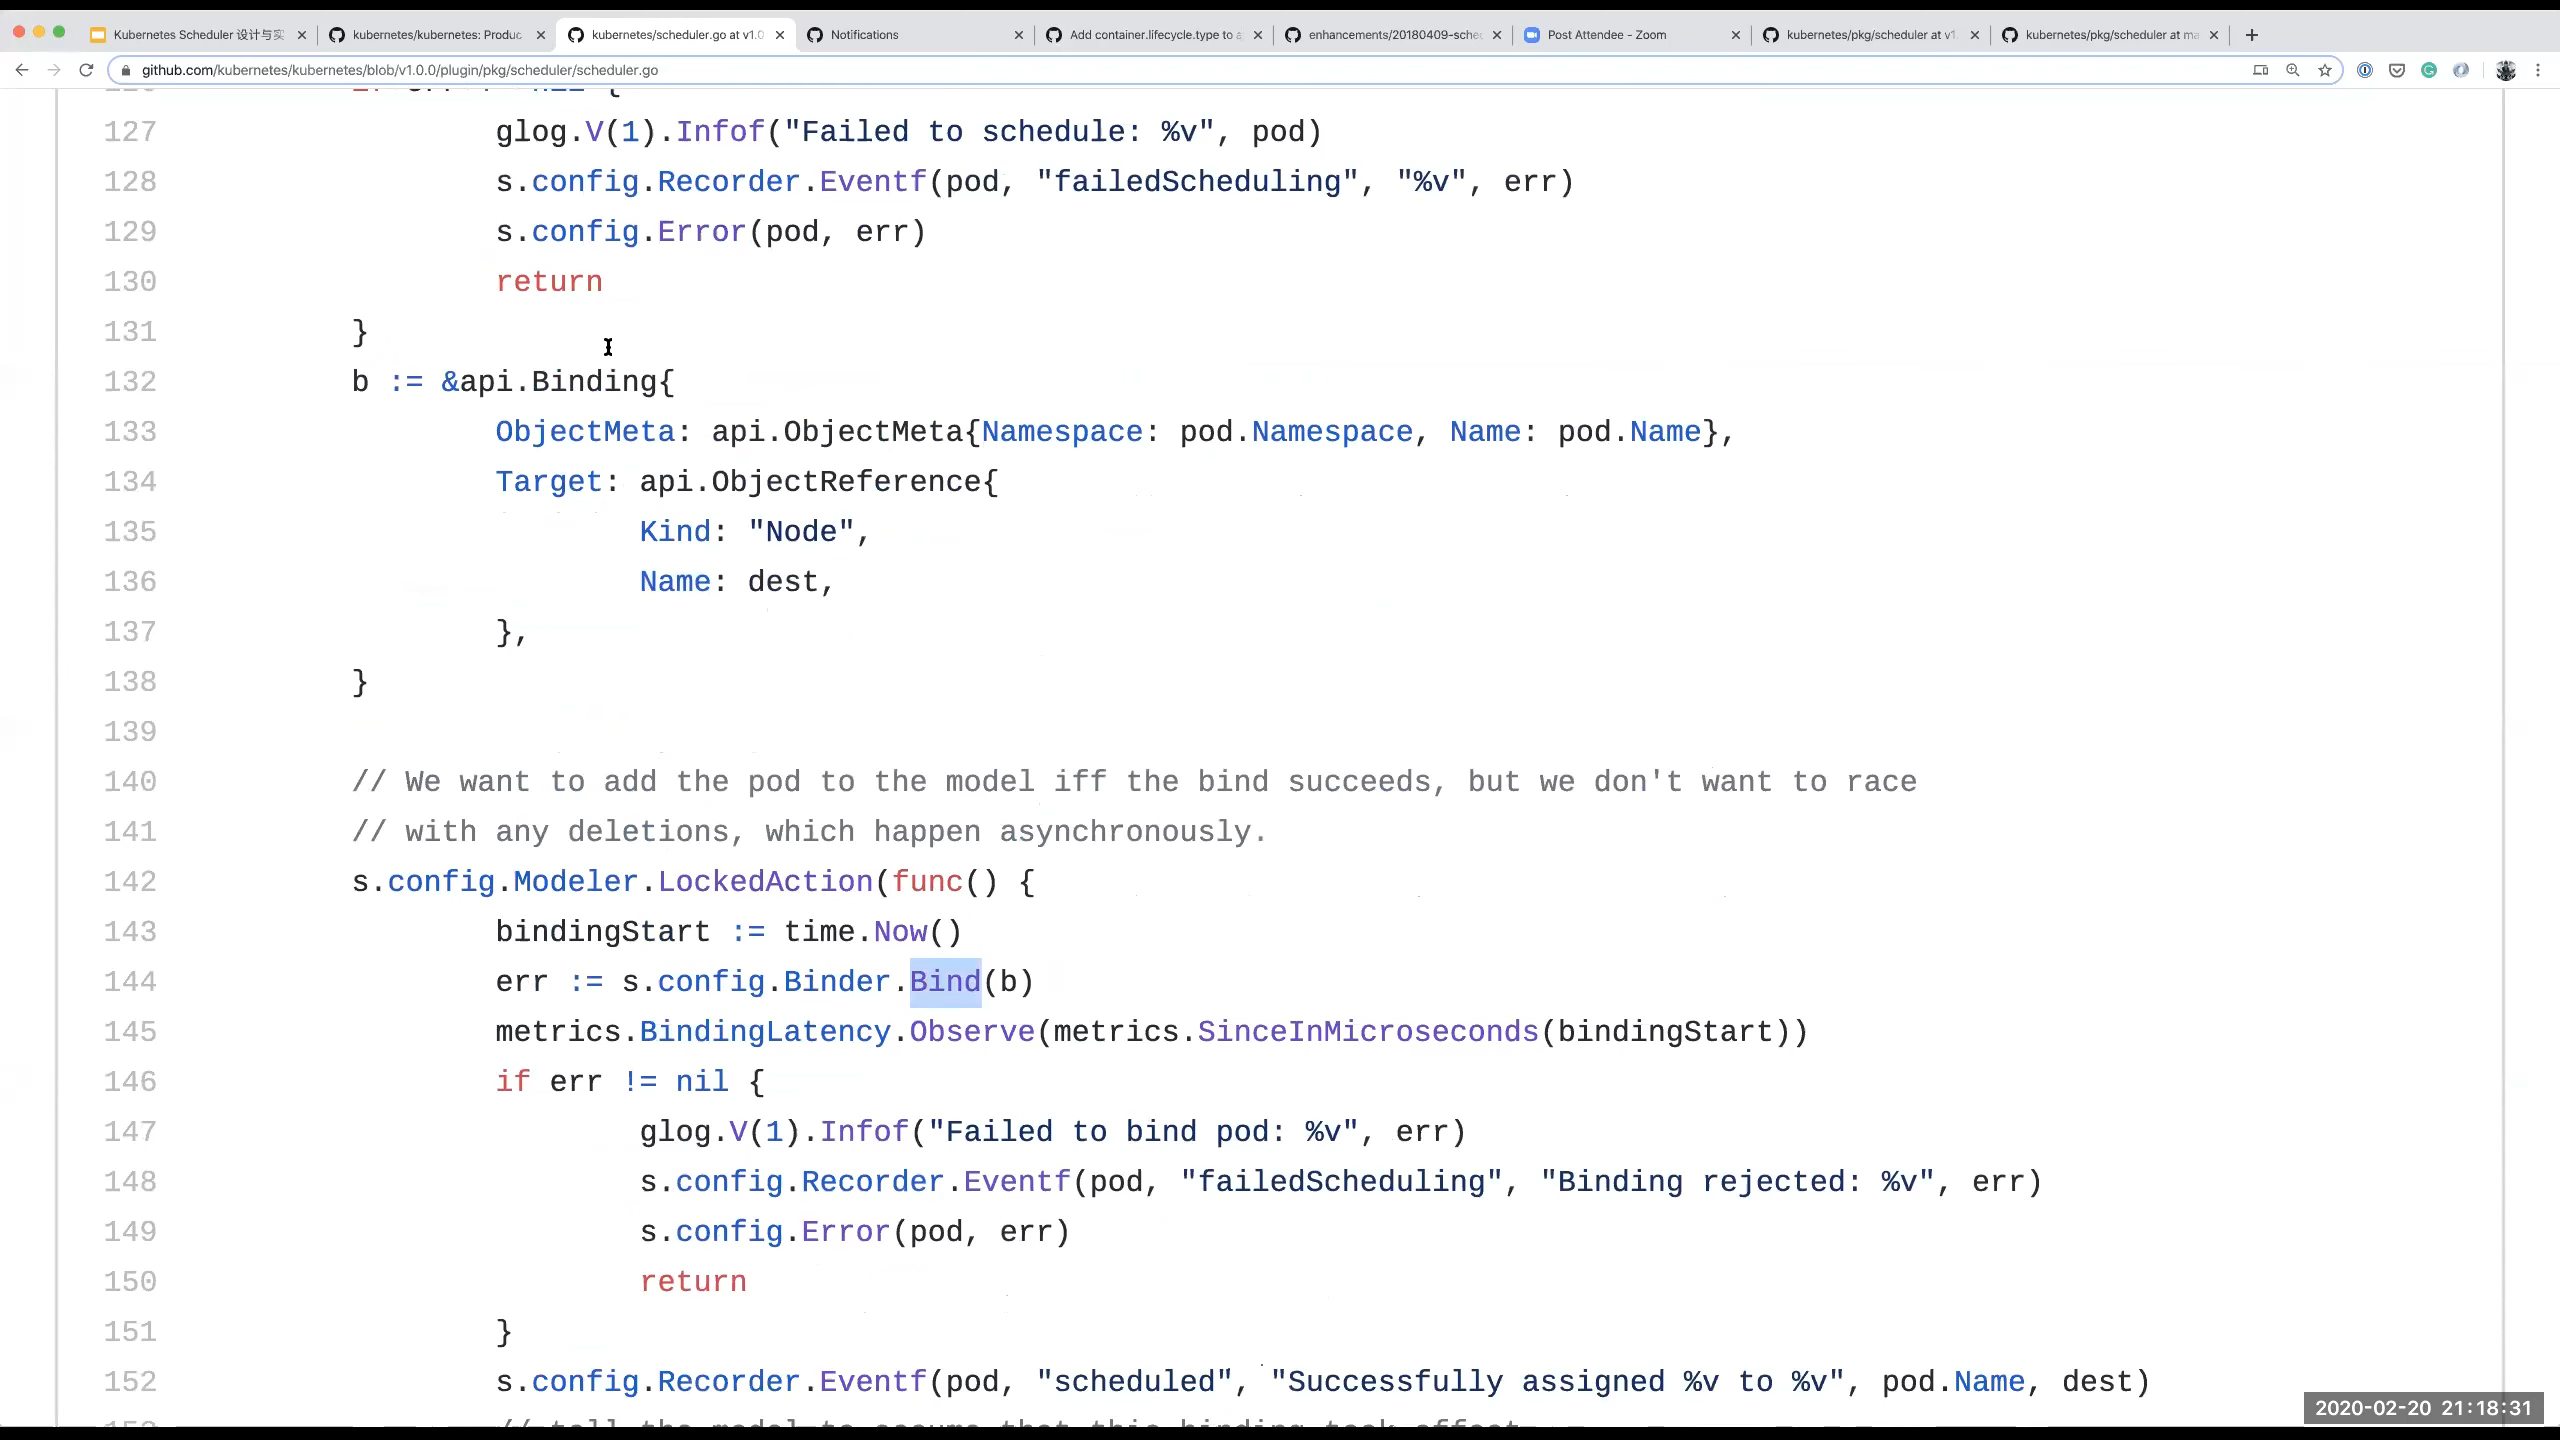 Kubernetes Scheduler 设计与实
kubernetes/kubernetes: Produc
kubernetes/scheduler.go at v1.0
Notifications
Add container.lifecycle.type to a
enhancements/20180409-sche
Post Attendee - Zoom
kubernetes/pkg/scheduler at v1
kubernetes/pkg/scheduler at ma
github.com/kubernetes/kubernetes/blob/v1.0.0/plugin/pkg/scheduler/scheduler.go
127 glog.V(1).Infof("Failed to schedule: %v", pod)
128 s.config.Recorder.Eventf(pod, "failedScheduling", "%v", err)
129 s.config.Error(pod, err)
130 return
131 }
132 b := &api.Binding{
133 ObjectMeta: api.ObjectMeta{Namespace: pod.Namespace, Name: pod.Name},
134 Target: api.ObjectReference{
135 Kind: "Node",
136 Name: dest,
137 },
138 }
139
140 // We want to add the pod to the model iff the bind succeeds, but we don't want to race
141 // with any deletions, which happen asynchronously.
142 s.config.Modeler.LockedAction(func() {
143 bindingStart := time.Now()
144 err := s.config.Binder.Bind(b)
145 metrics.BindingLatency.Observe(metrics.SinceInMicroseconds(bindingStart))
146 if err != nil {
147 glog.V(1).Infof("Failed to bind pod: %v", err)
148 s.config.Recorder.Eventf(pod, "failedScheduling", "Binding rejected: %v", err)
149 s.config.Error(pod, err)
150 return
151 }
152 s.config.Recorder.Eventf(pod, "scheduled", "Successfully assigned %v to %v", pod.Name, dest)
2020-02-20 21:18:31